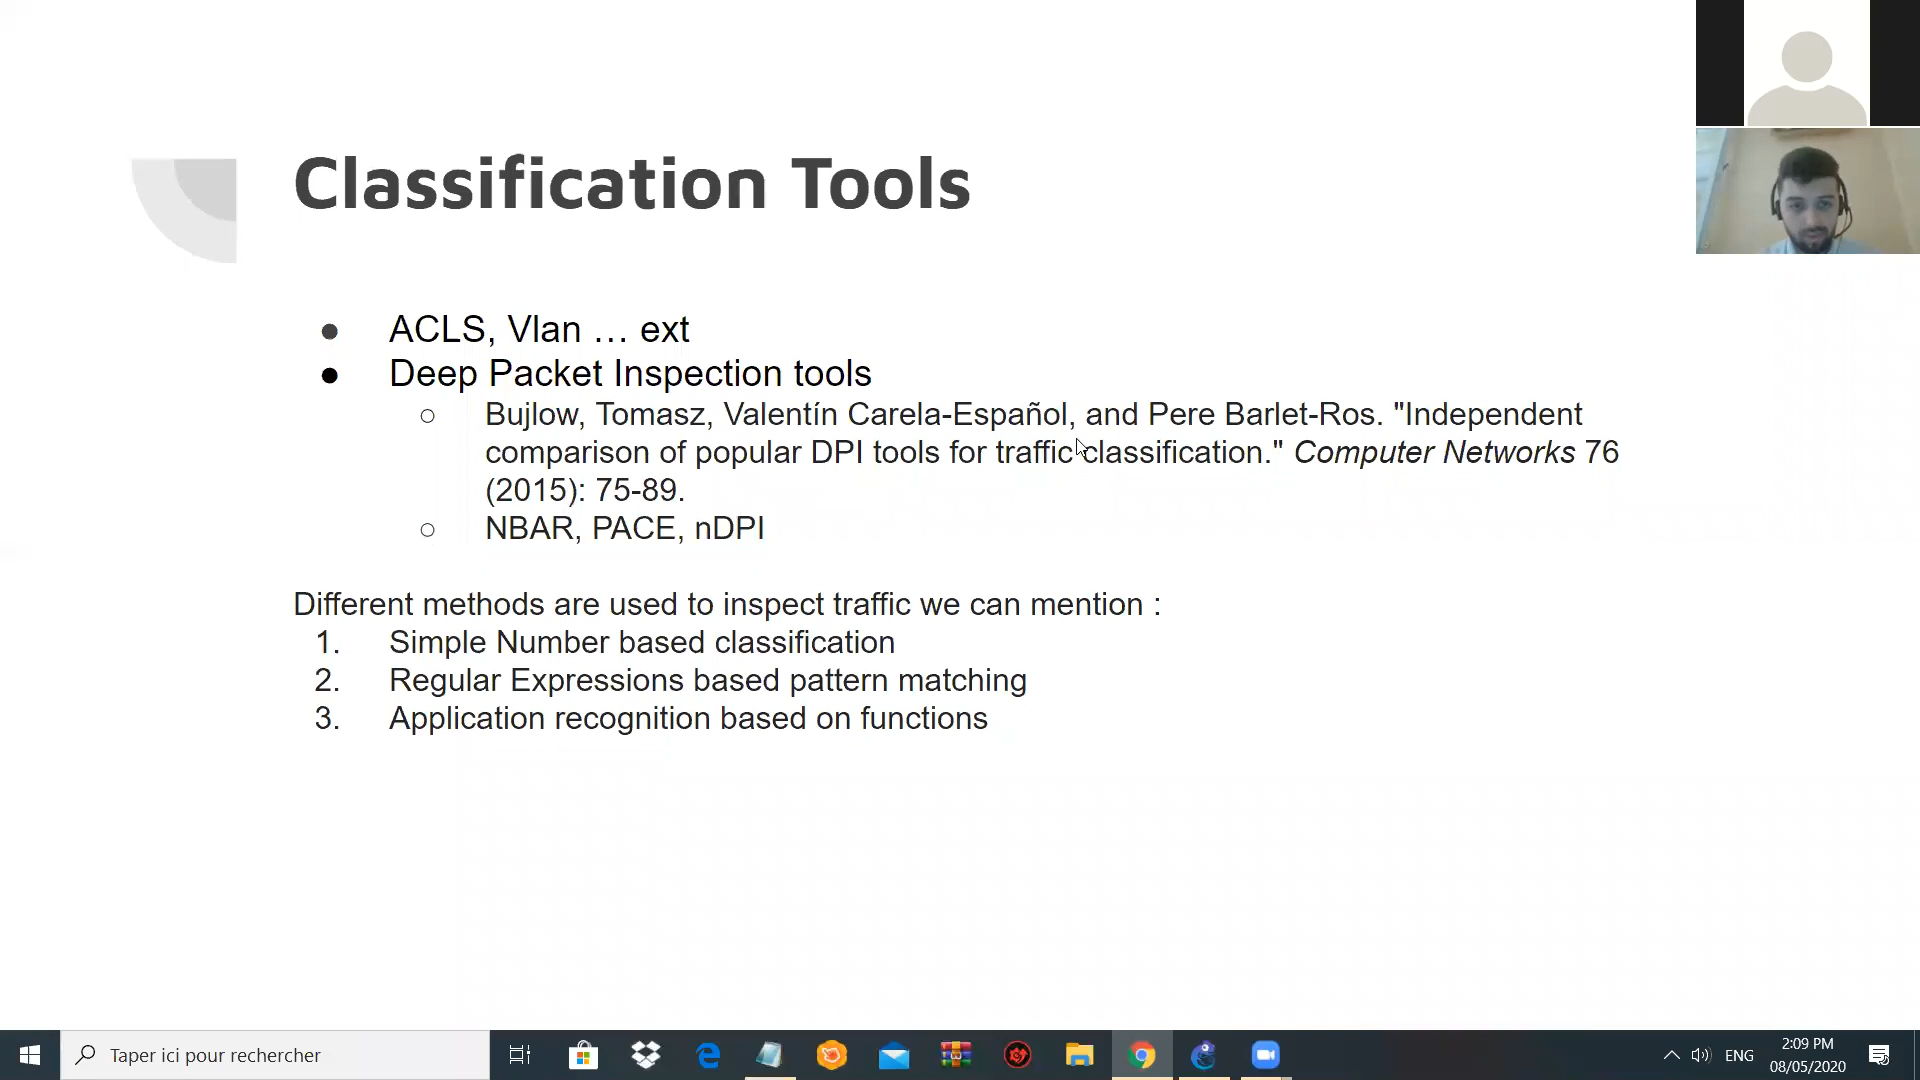 Classification Tools
● ACLS, Vlan … ext
● Deep Packet Inspection tools
○ Bujlow, Tomasz, Valentín Carela-Español, and Pere Barlet-Ros. "Independent
comparison of popular DPI tools for traffic classification." Computer Networks 76
(2015): 75-89.
○ NBAR, PACE, nDPI
Different methods are used to inspect traffic we can mention :
1. Simple Number based classification
2. Regular Expressions based pattern matching
3. Application recognition based on functions
Taper ici pour rechercher
ENG
2:09 PM
08/05/2020